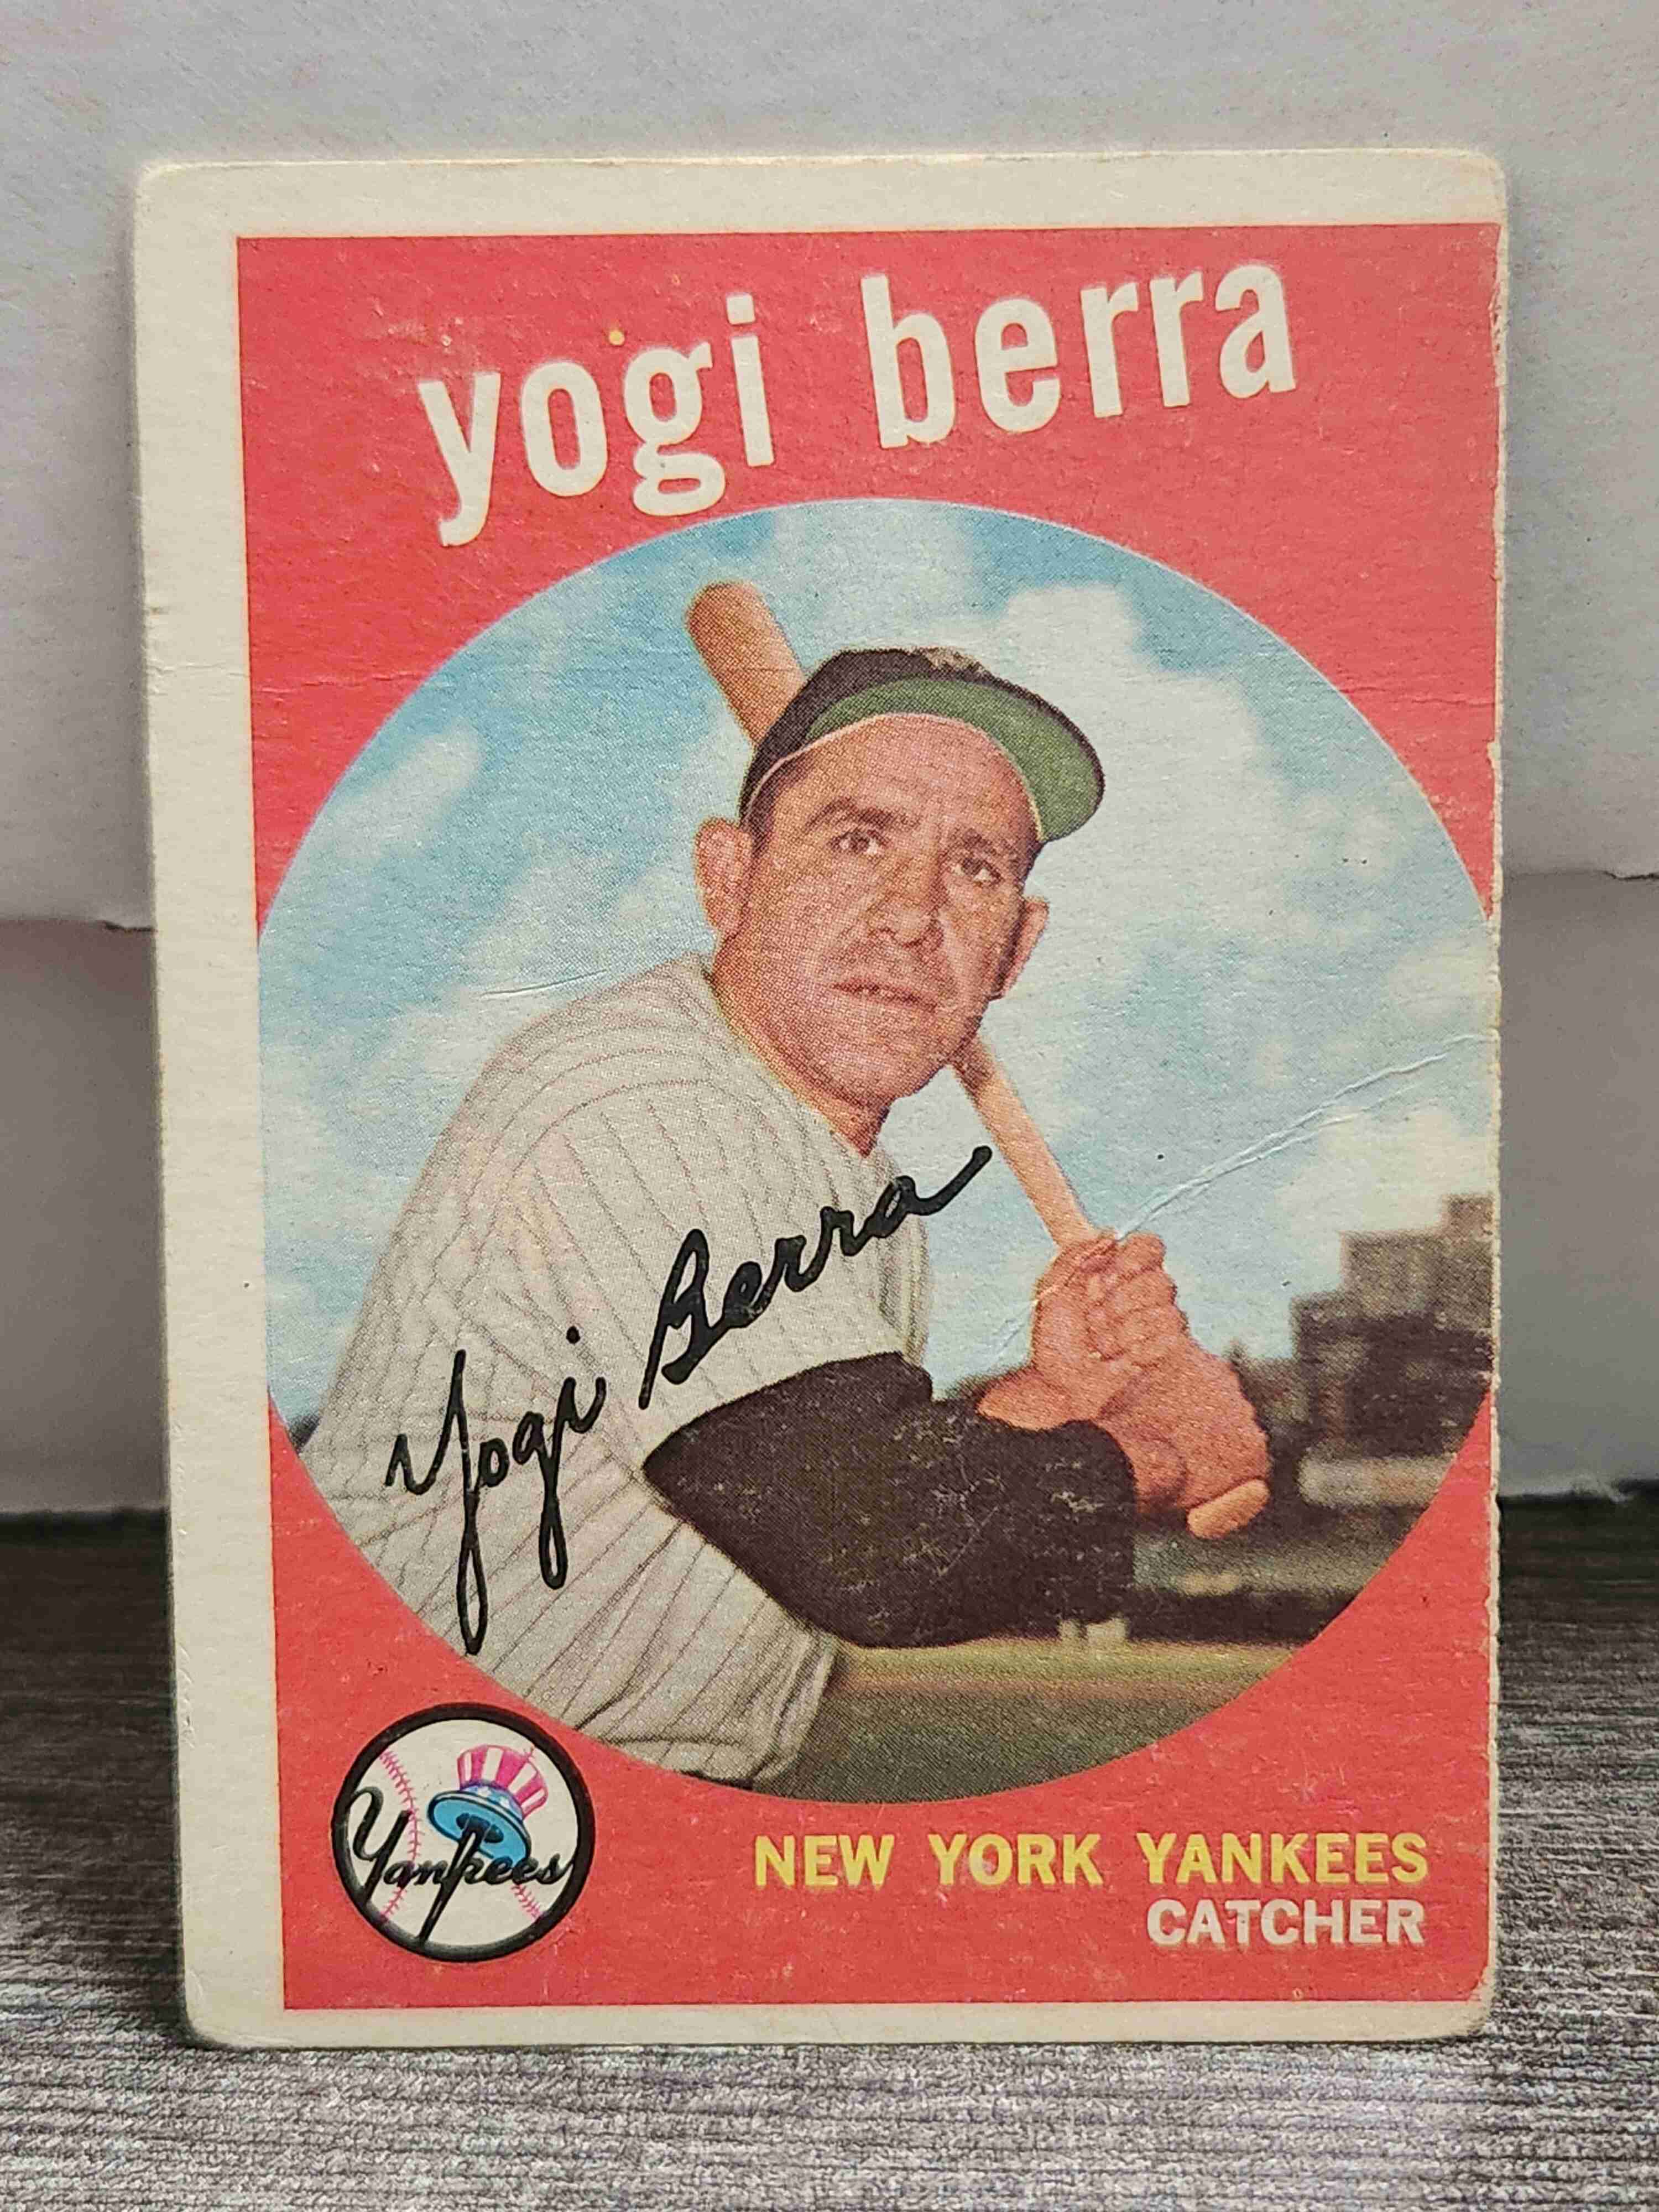 yogi berra
Yogi Berra
Yankees
NEW YORK YANKEES
CATCHER